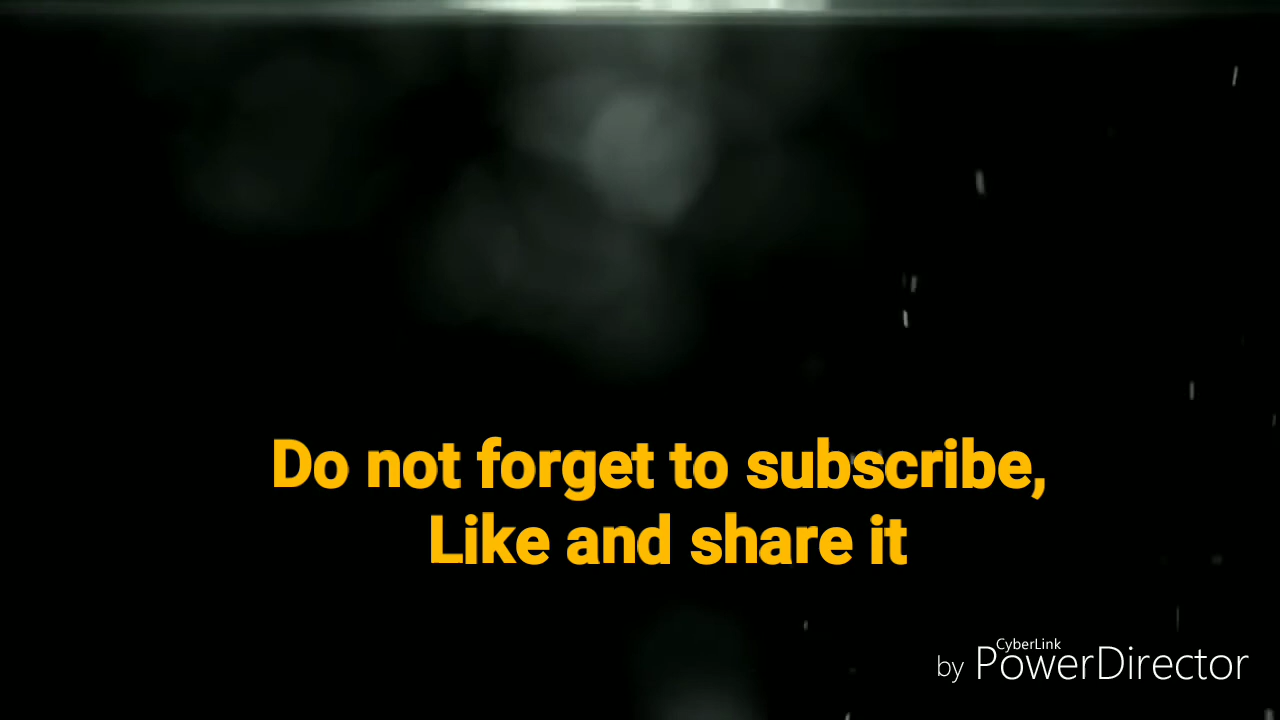 Do not forget to subscribe,
Like and share it
CyberLink
by PowerDirector